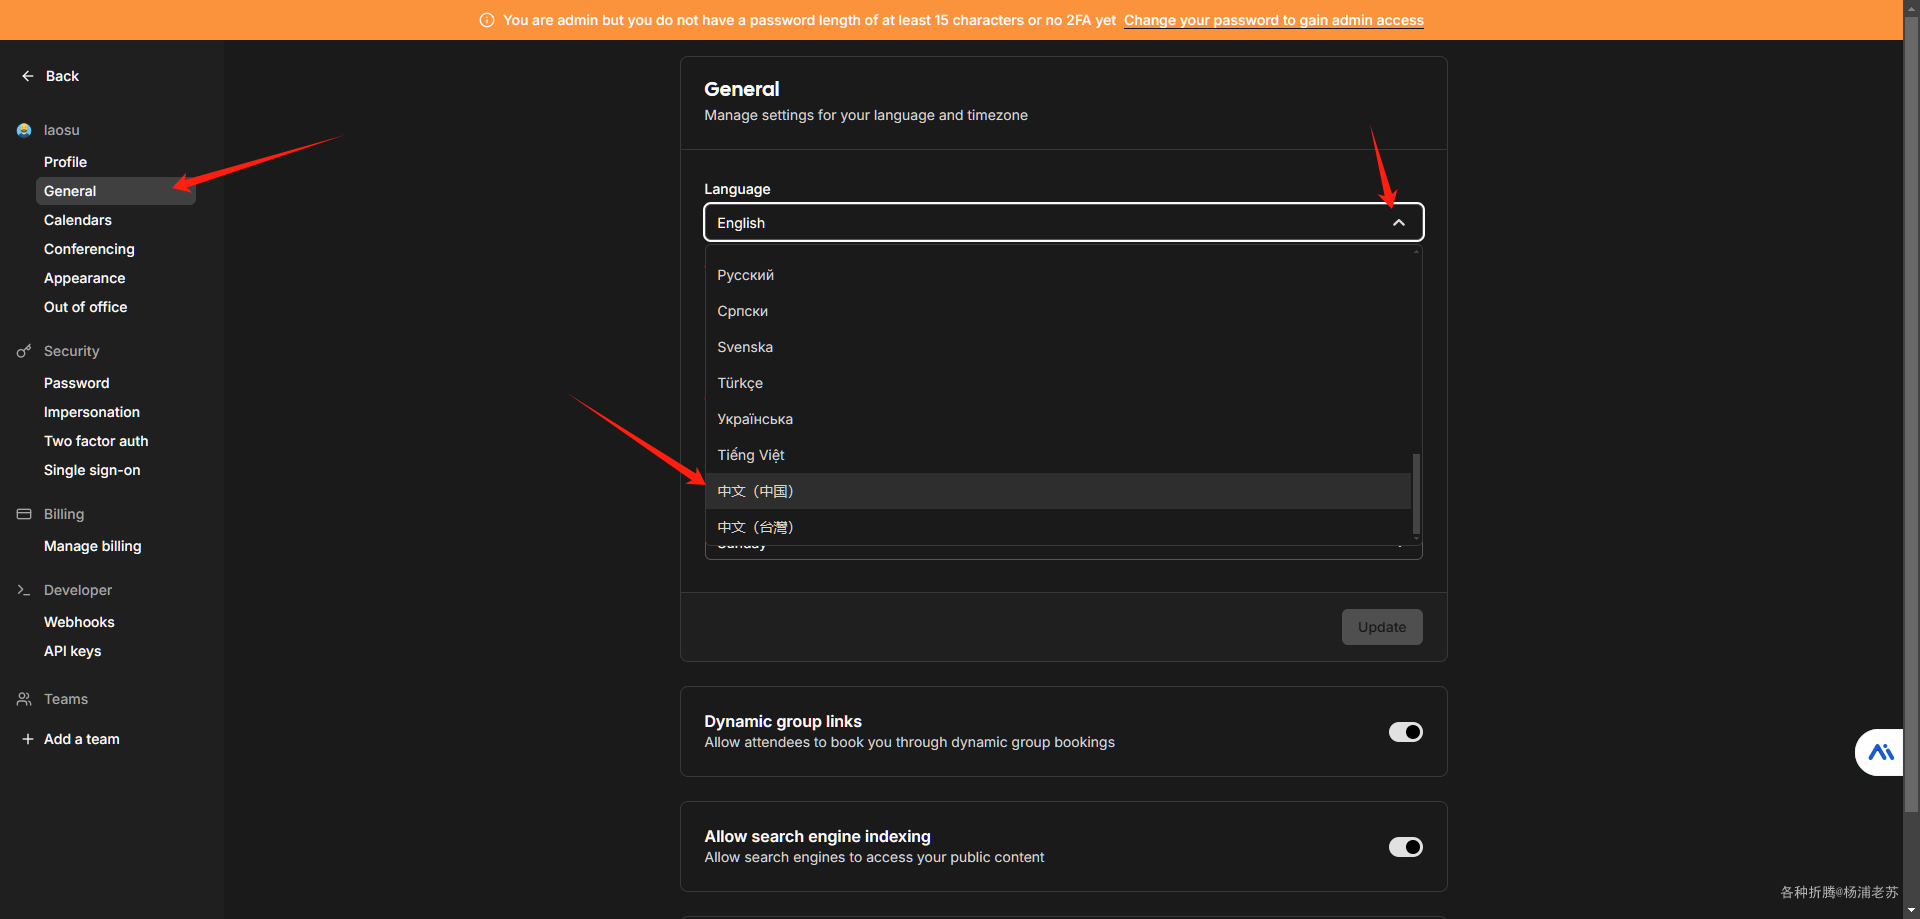 You are admin but you do not have a password length of at least 15 characters or no 2FA yet Change your password to gain admin access
Back
laosu
Profile
General
Calendars
Conferencing
Appearance
Out of office
Security
Password
Impersonation
Two factor auth
Single sign-on
Billing
Manage billing
Developer
Webhooks
API keys
Teams
Add a team
General
Manage settings for your language and timezone
Language
English
Русский
Српски
Svenska
Türkçe
Українська
Tiếng Việt
中文（中国）
中文（台灣）
Sunday
Update
Dynamic group links
Allow attendees to book you through dynamic group bookings
Allow search engine indexing
Allow search engines to access your public content
各种折腾@杨浦老苏